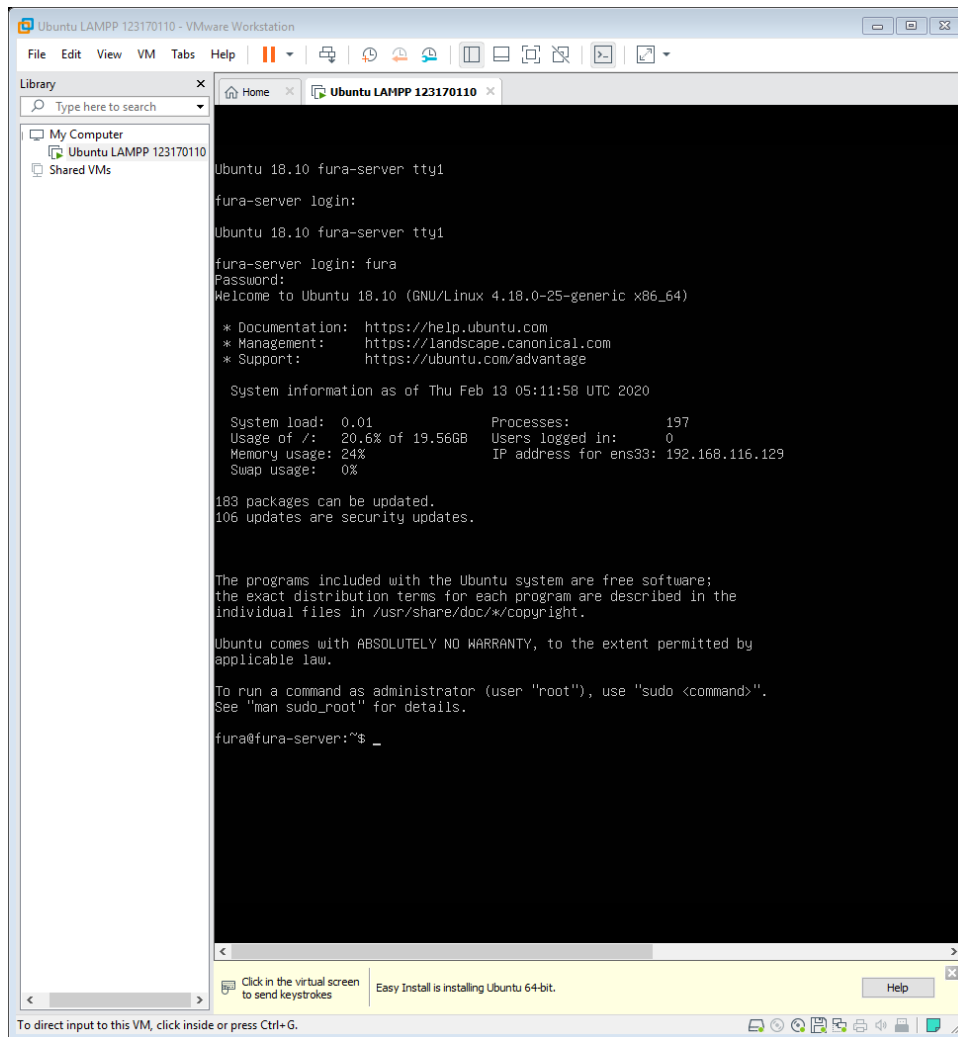 Ubuntu LAMPP 123170110 - VMware Workstation
File Edit View VM Tabs Help
Library
Type here to search
My Computer
Ubuntu LAMPP 123170110
Shared VMs
Home
Ubuntu LAMPP 123170110
Ubuntu 18.10 fura-server tty1
fura-server login:
Ubuntu 18.10 fura-server tty1
fura-server login: fura
Password:
Welcome to Ubuntu 18.10 (GNU/Linux 4.18.0-25-generic x86_64)
* Documentation: https://help.ubuntu.com
* Management: https://landscape.canonical.com
* Support: https://ubuntu.com/advantage
System information as of Thu Feb 13 05:11:58 UTC 2020
System load: 0.01 Processes: 197
Usage of /: 20.6% of 19.56GB Users logged in: 0
Memory usage: 24% IP address for ens33: 192.168.116.129
Swap usage: 0%
183 packages can be updated.
106 updates are security updates.
The programs included with the Ubuntu system are free software;
the exact distribution terms for each program are described in the
individual files in /usr/share/doc/*/copyright.
Ubuntu comes with ABSOLUTELY NO WARRANTY, to the extent permitted by
applicable law.
To run a command as administrator (user "root"), use "sudo <command>".
See "man sudo_root" for details.
fura@fura-server:~$ _
Click in the virtual screen
to send keystrokes
Easy Install is installing Ubuntu 64-bit.
Help
To direct input to this VM, click inside or press Ctrl+G.